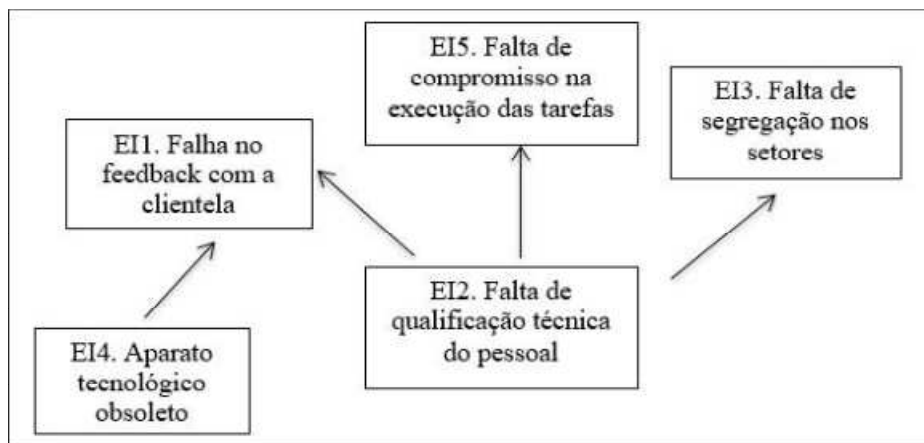 EI5. Falta de
compromisso na
execução das tarefas
EI3. Falta de
segregação nos
setores
EI1. Falha no
feedback com a
clientela
EI2. Falta de
qualificação técnica
do pessoal
EI4. Aparato
tecnológico
obsoleto